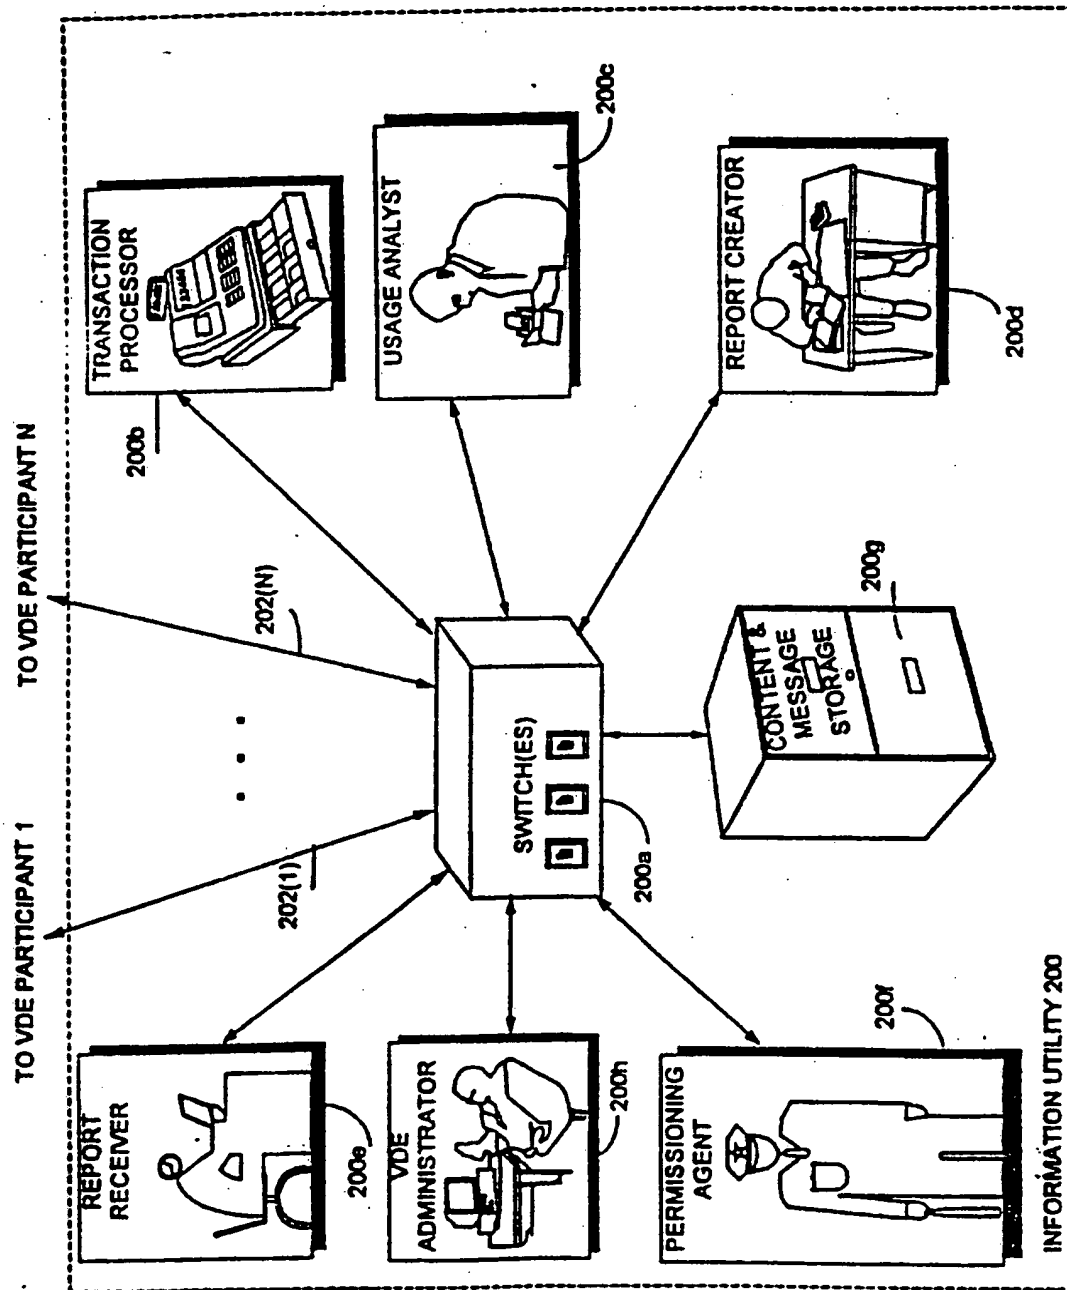 TO VDE PARTICIPANT 1
TO VDE PARTICIPANT N
202(1)
202(N)
REPORT
RECEIVER
200e
TRANSACTION
PROCESSOR
200b
VDE
ADMINISTRATOR
200h
SWITCH(ES)
200a
USAGE ANALYST
200c
PERMISSIONING
AGENT
200f
CONTENT &
MESSAGE
STORAGE
200g
REPORT CREATOR
200d
INFORMATION UTILITY 200